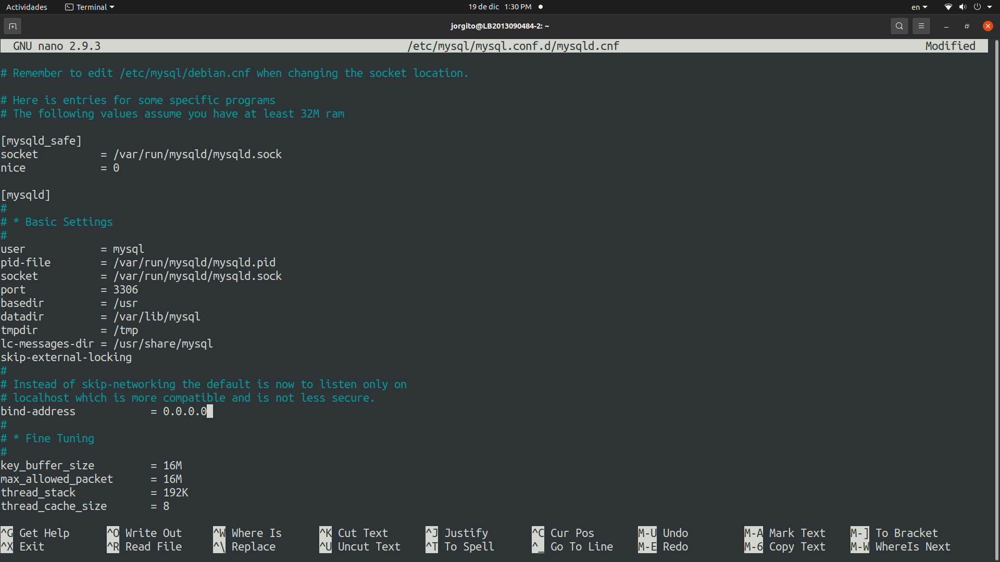 Actividades Terminal 19 de dic 1:30 PM en
jorgito@LB2013090484-2: ~
GNU nano 2.9.3 /etc/mysql/mysql.conf.d/mysqld.cnf Modified
# Remember to edit /etc/mysql/debian.cnf when changing the socket location.
# Here is entries for some specific programs
# The following values assume you have at least 32M ram
[mysqld_safe]
socket = /var/run/mysqld/mysqld.sock
nice = 0
[mysqld]
#
# * Basic Settings
#
user = mysql
pid-file = /var/run/mysqld/mysqld.pid
socket = /var/run/mysqld/mysqld.sock
port = 3306
basedir = /usr
datadir = /var/lib/mysql
tmpdir = /tmp
lc-messages-dir = /usr/share/mysql
skip-external-locking
#
# Instead of skip-networking the default is now to listen only on
# localhost which is more compatible and is not less secure.
bind-address = 0.0.0.0
#
# * Fine Tuning
#
key_buffer_size = 16M
max_allowed_packet = 16M
thread_stack = 192K
thread_cache_size = 8
^G Get Help ^O Write Out ^W Where Is ^K Cut Text ^J Justify ^C Cur Pos M-U Undo M-A Mark Text M-] To Bracket
^X Exit ^R Read File ^\ Replace ^U Uncut Text ^T To Spell ^_ Go To Line M-E Redo M-6 Copy Text M-W WhereIs Next